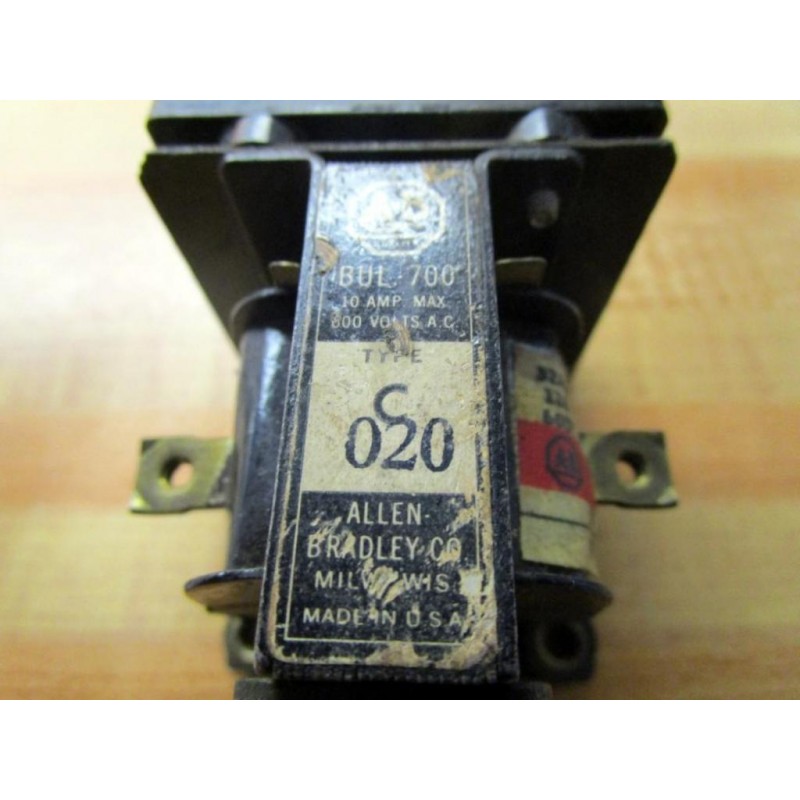 BUL. 700
10 AMP. MAX.
600 VOLTS A.C.
TYPE
C
020
ALLEN-
BRADLEY CO.
MILW. WIS.
MADE IN U.S.A.